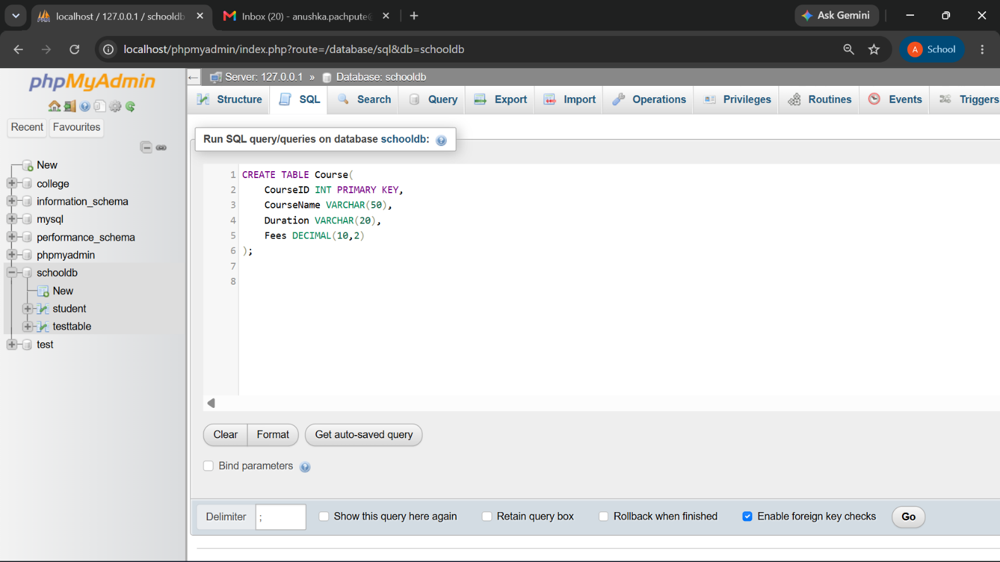 localhost / 127.0.0.1 / schooldb
Inbox (20) - anushka.pachpute@
Ask Gemini
localhost/phpmyadmin/index.php?route=/database/sql&db=schooldb
A School
phpMyAdmin
Server: 127.0.0.1 » Database: schooldb
Structure SQL Search Query Export Import Operations Privileges Routines Events Triggers
Recent Favourites
Run SQL query/queries on database schooldb:
New
college
information_schema
mysql
performance_schema
phpmyadmin
schooldb
New
student
testtable
test
1 CREATE TABLE Course(
2 CourseID INT PRIMARY KEY,
3 CourseName VARCHAR(50),
4 Duration VARCHAR(20),
5 Fees DECIMAL(10,2)
6 );
7
8
Clear Format Get auto-saved query
Bind parameters
Delimiter ; Show this query here again Retain query box Rollback when finished Enable foreign key checks Go